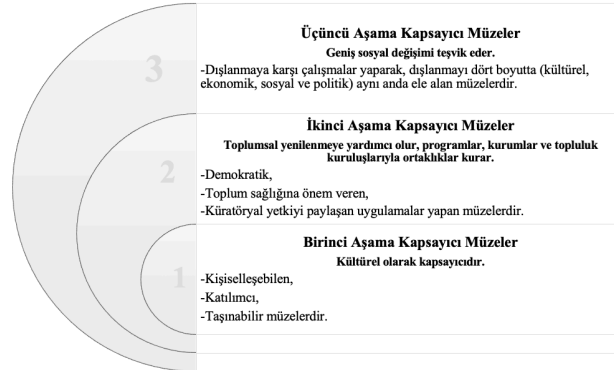 3
Üçüncü Aşama Kapsayıcı Müzeler
Geniş sosyal değişimi teşvik eder.
-Dışlanmaya karşı çalışmalar yaparak, dışlanmayı dört boyutta (kültürel,
ekonomik, sosyal ve politik) aynı anda ele alan müzelerdir.
2
İkinci Aşama Kapsayıcı Müzeler
Toplumsal yenilenmeye yardımcı olur, programlar, kurumlar ve topluluk
kuruluşlarıyla ortaklıklar kurar.
-Demokratik,
-Toplum sağlığına önem veren,
-Küratöryal yetkiyi paylaşan uygulamalar yapan müzelerdir.
1
Birinci Aşama Kapsayıcı Müzeler
Kültürel olarak kapsayıcıdır.
-Kişiselleşebilen,
-Katılımcı,
-Taşınabilir müzelerdir.